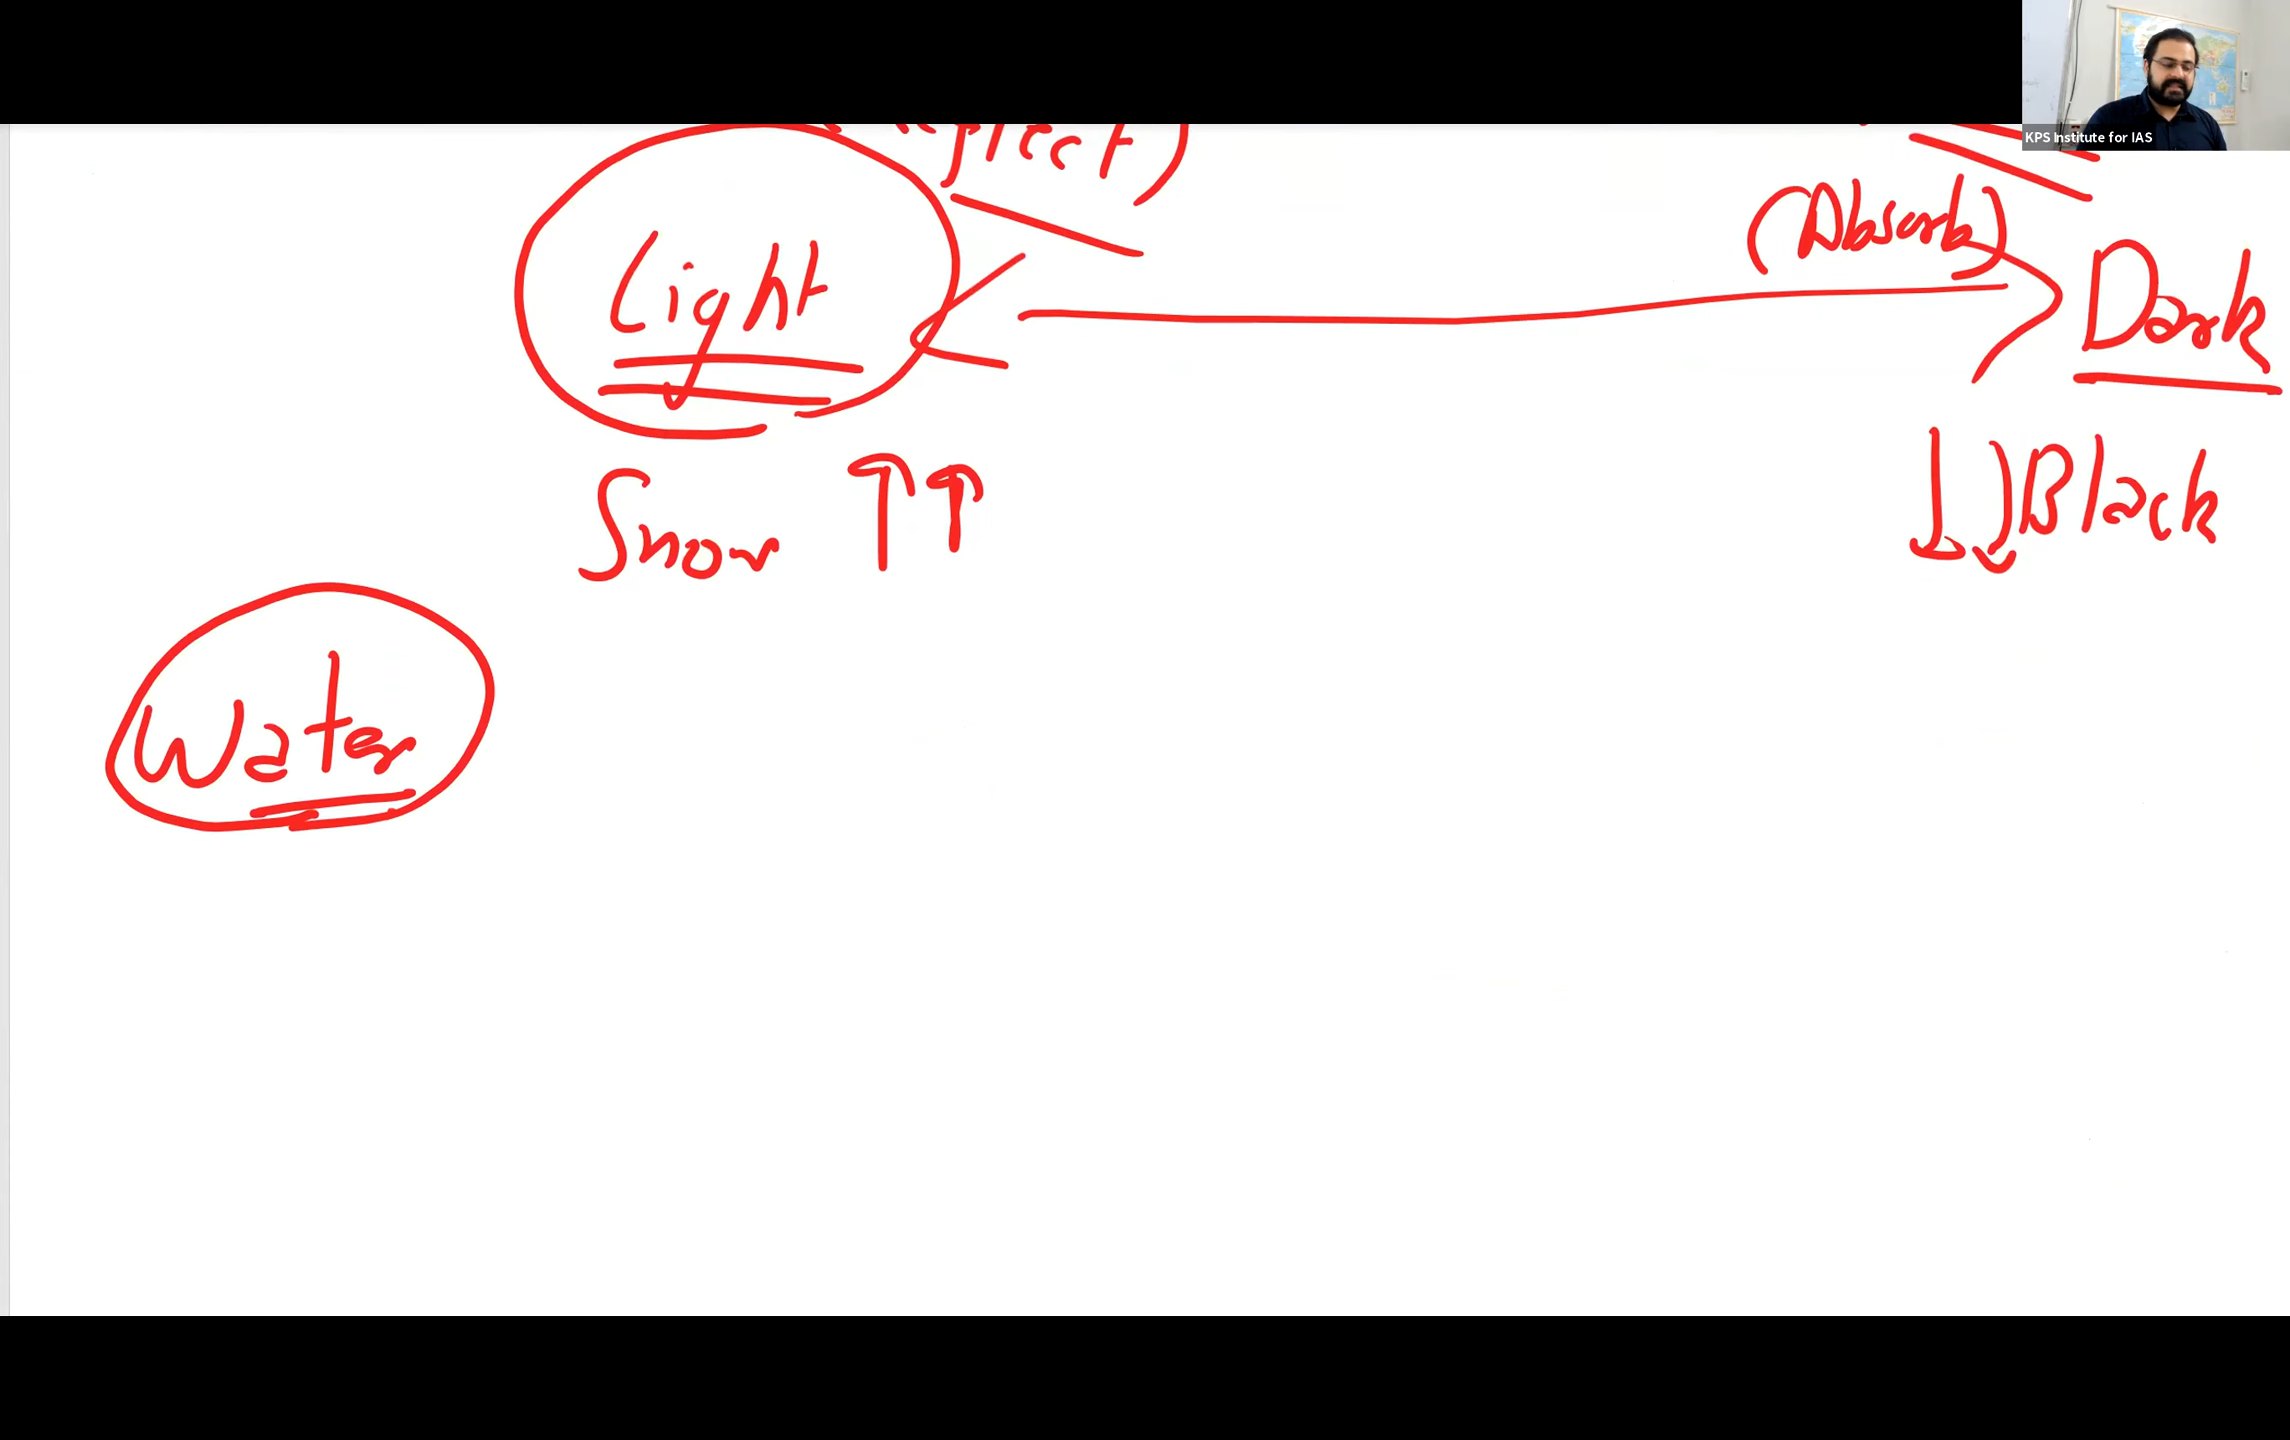 KPS Institute for IAS
(Absorb)
Light
Dark
Snow ↑↑
↓↓ Black
Water